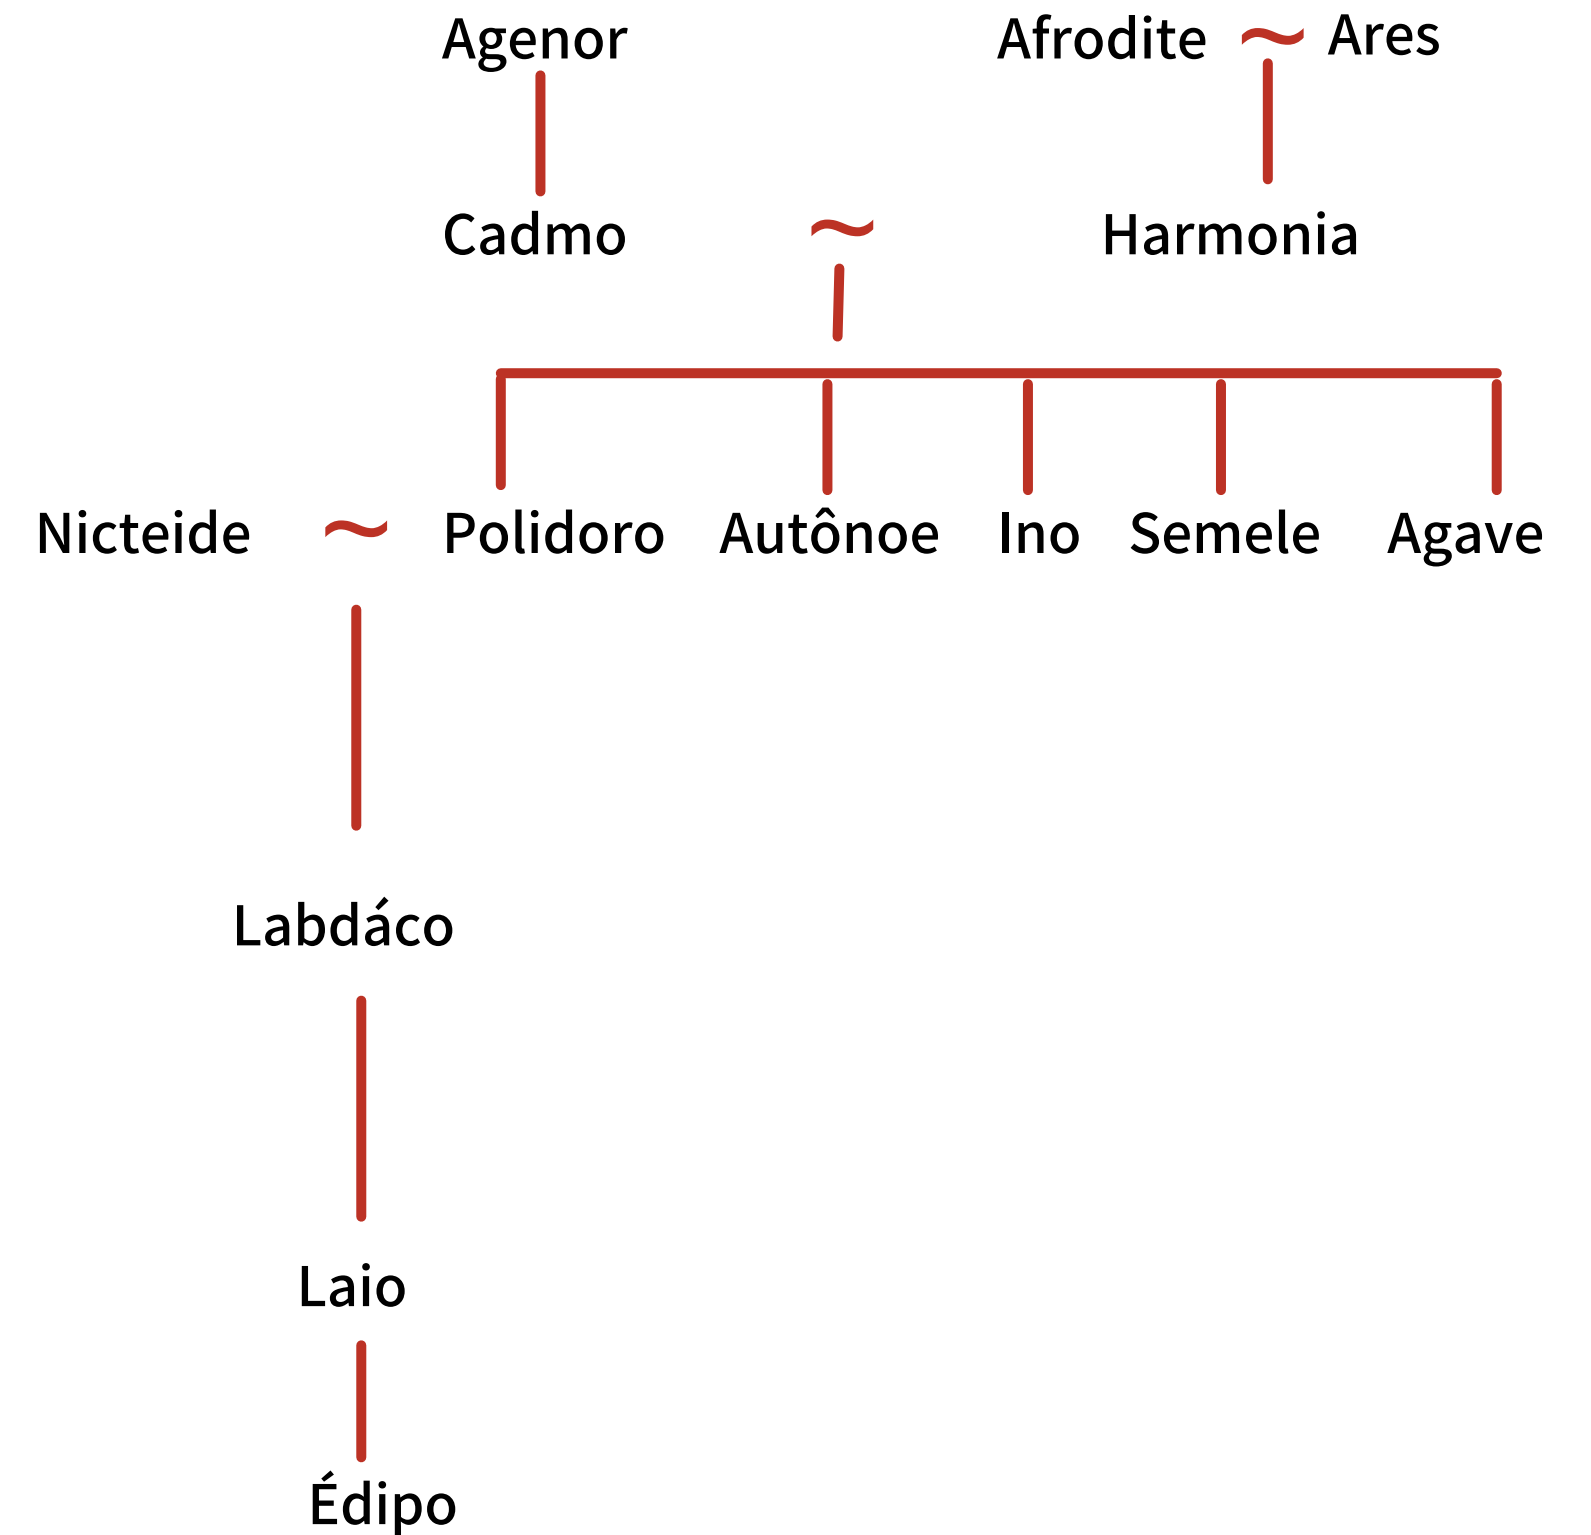 Agenor Afrodite ~ Ares
Cadmo ~ Harmonia
Nicteide ~ Polidoro Autônoe Ino Semele Agave
Labdáco
Laio
Édipo